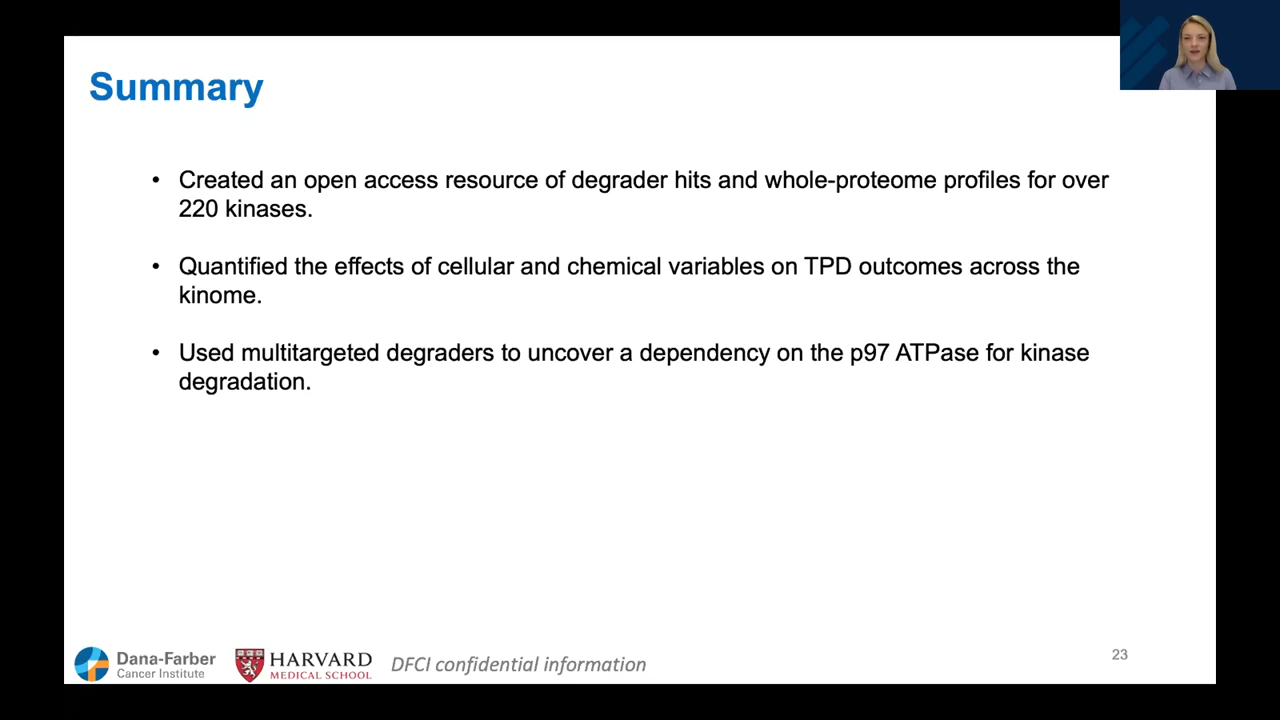 Summary
• Created an open access resource of degrader hits and whole-proteome profiles for over
220 kinases.
• Quantified the effects of cellular and chemical variables on TPD outcomes across the
kinome.
• Used multitargeted degraders to uncover a dependency on the p97 ATPase for kinase
degradation.
Dana-Farber
Cancer Institute
HARVARD
MEDICAL SCHOOL
DFCI confidential information
23